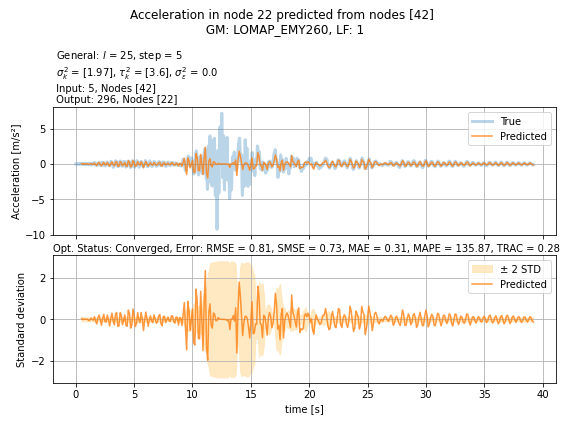 Acceleration in node 22 predicted from nodes [42]
GM: LOMAP_EMY260, LF: 1
General: l = 25, step = 5
σ²ₖ = [1.97], τ²ₖ = [3.6], σ²ε = 0.0
Input: 5, Nodes [42]
Output: 296, Nodes [22]
True
Predicted
Acceleration [m/s²]
5
0
−5
−10
Opt. Status: Converged, Error: RMSE = 0.81, SMSE = 0.73, MAE = 0.31, MAPE = 135.87, TRAC = 0.28
± 2 STD
Predicted
Standard deviation
2
0
−2
0 5 10 15 20 25 30 35 40
time [s]